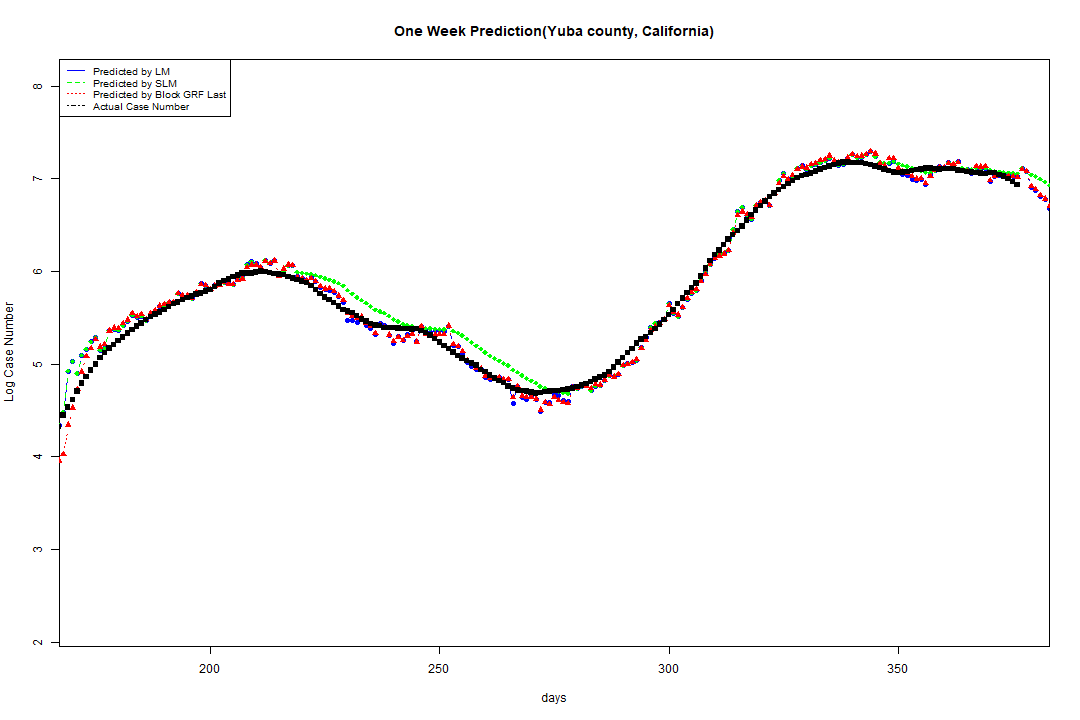 One Week Prediction(Yuba county, California)
Predicted by LM
Predicted by SLM
Predicted by Block GRF Last
Actual Case Number
8
7
6
5
4
3
2
Log Case Number
200 250 300 350
days